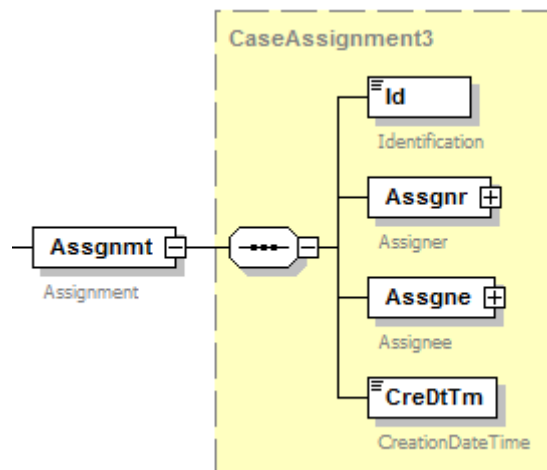 CaseAssignment3
Id
Identification
Assgnr
Assigner
Assgnmt
Assignment
Assgne
Assignee
CreDtTm
CreationDateTime